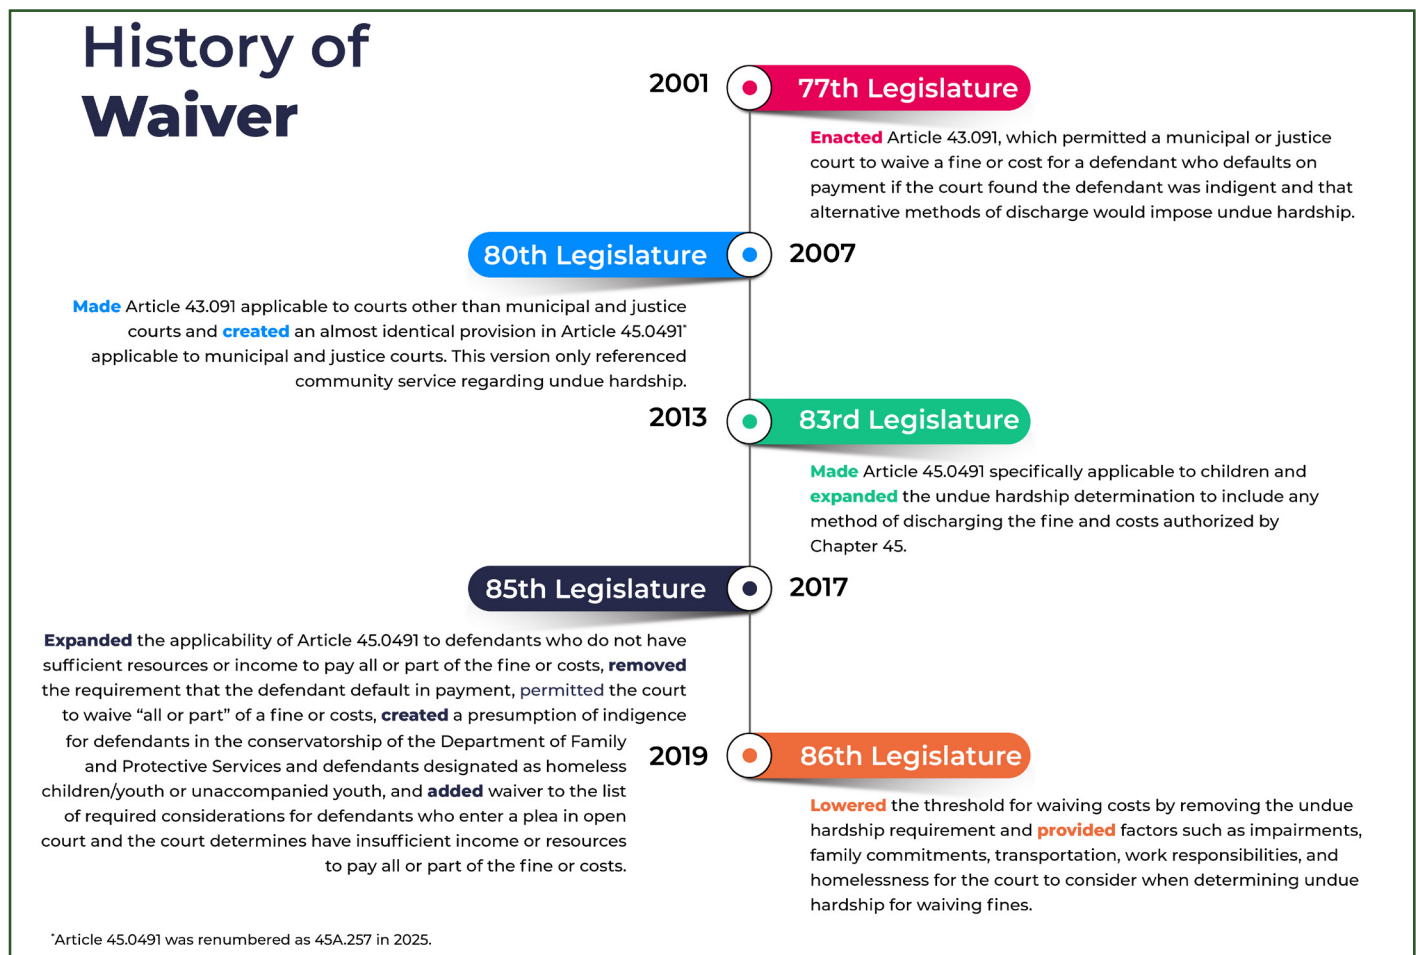 History of
Waiver
2001
77th Legislature
Enacted Article 43.091, which permitted a municipal or justice
court to waive a fine or cost for a defendant who defaults on
payment if the court found the defendant was indigent and that
alternative methods of discharge would impose undue hardship.
80th Legislature
2007
Made Article 43.091 applicable to courts other than municipal and justice
courts and created an almost identical provision in Article 45.0491*
applicable to municipal and justice courts. This version only referenced
community service regarding undue hardship.
2013
83rd Legislature
Made Article 45.0491 specifically applicable to children and
expanded the undue hardship determination to include any
method of discharging the fine and costs authorized by
Chapter 45.
85th Legislature
2017
Expanded the applicability of Article 45.0491 to defendants who do not have
sufficient resources or income to pay all or part of the fine or costs, removed
the requirement that the defendant default in payment, permitted the court
to waive “all or part” of a fine or costs, created a presumption of indigence
for defendants in the conservatorship of the Department of Family
and Protective Services and defendants designated as homeless
children/youth or unaccompanied youth, and added waiver to the list
of required considerations for defendants who enter a plea in open
court and the court determines have insufficient income or resources
to pay all or part of the fine or costs.
2019
86th Legislature
Lowered the threshold for waiving costs by removing the undue
hardship requirement and provided factors such as impairments,
family commitments, transportation, work responsibilities, and
homelessness for the court to consider when determining undue
hardship for waiving fines.
*Article 45.0491 was renumbered as 45A.257 in 2025.